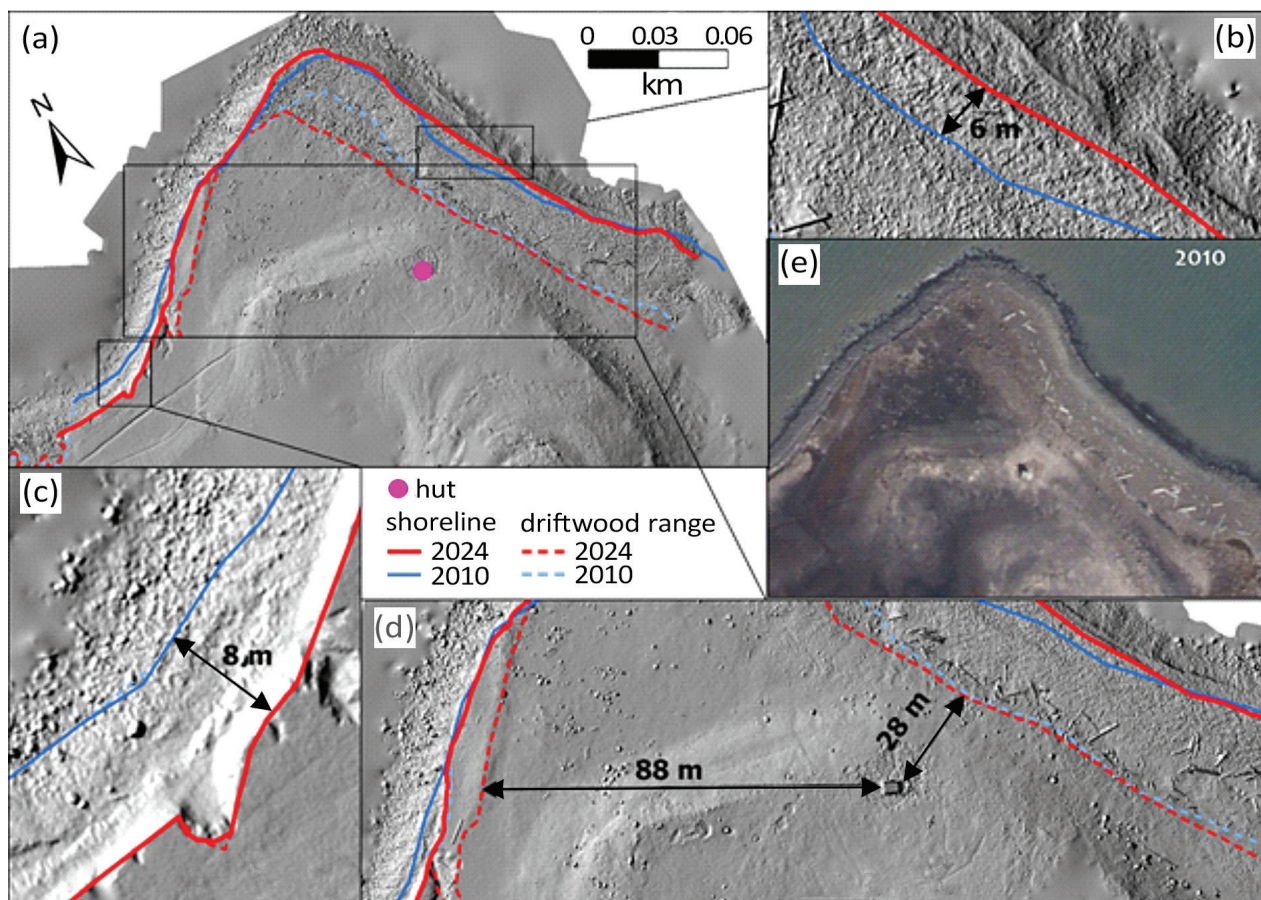 (a)
0 0.03 0.06
km
N
(b)
6 m
(e)
2010
(c)
8 m
hut
shoreline driftwood range
2024 2024
2010 2010
(d)
28 m
88 m